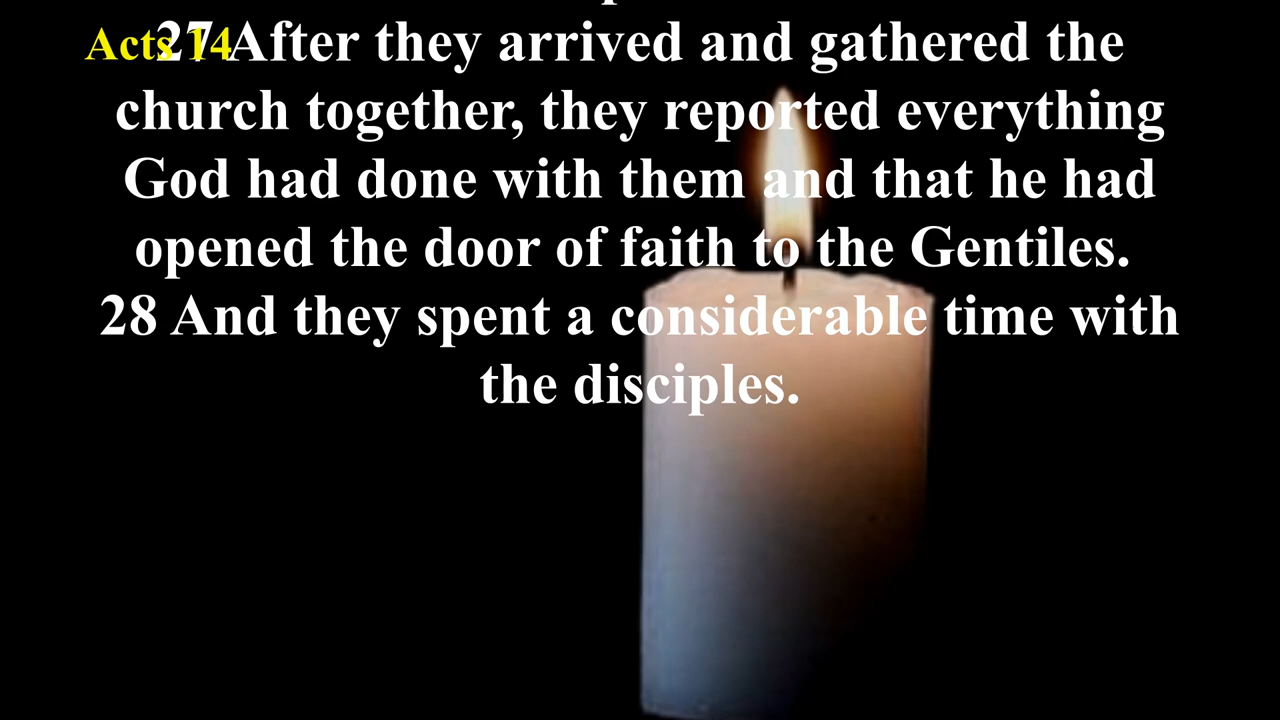 Acts 14
27 After they arrived and gathered the
church together, they reported everything
God had done with them and that he had
opened the door of faith to the Gentiles.
28 And they spent a considerable time with
the disciples.